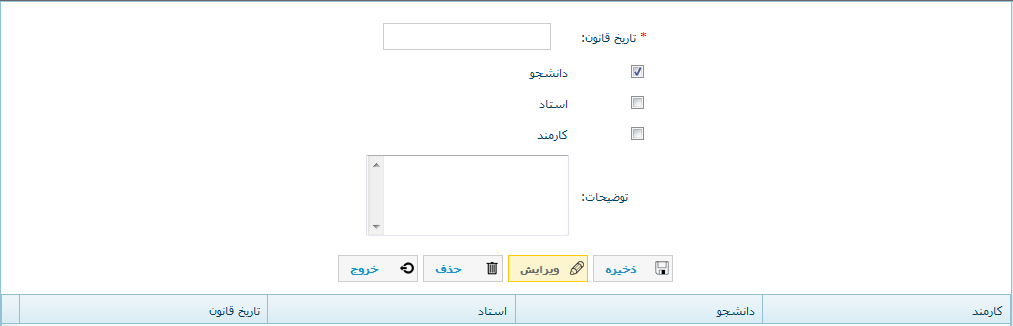 * تاریخ قانون:
دانشجو
استاد
کارمند
توضیحات:
ذخیره ویرایش حذف خروج
کارمند دانشجو استاد تاریخ قانون